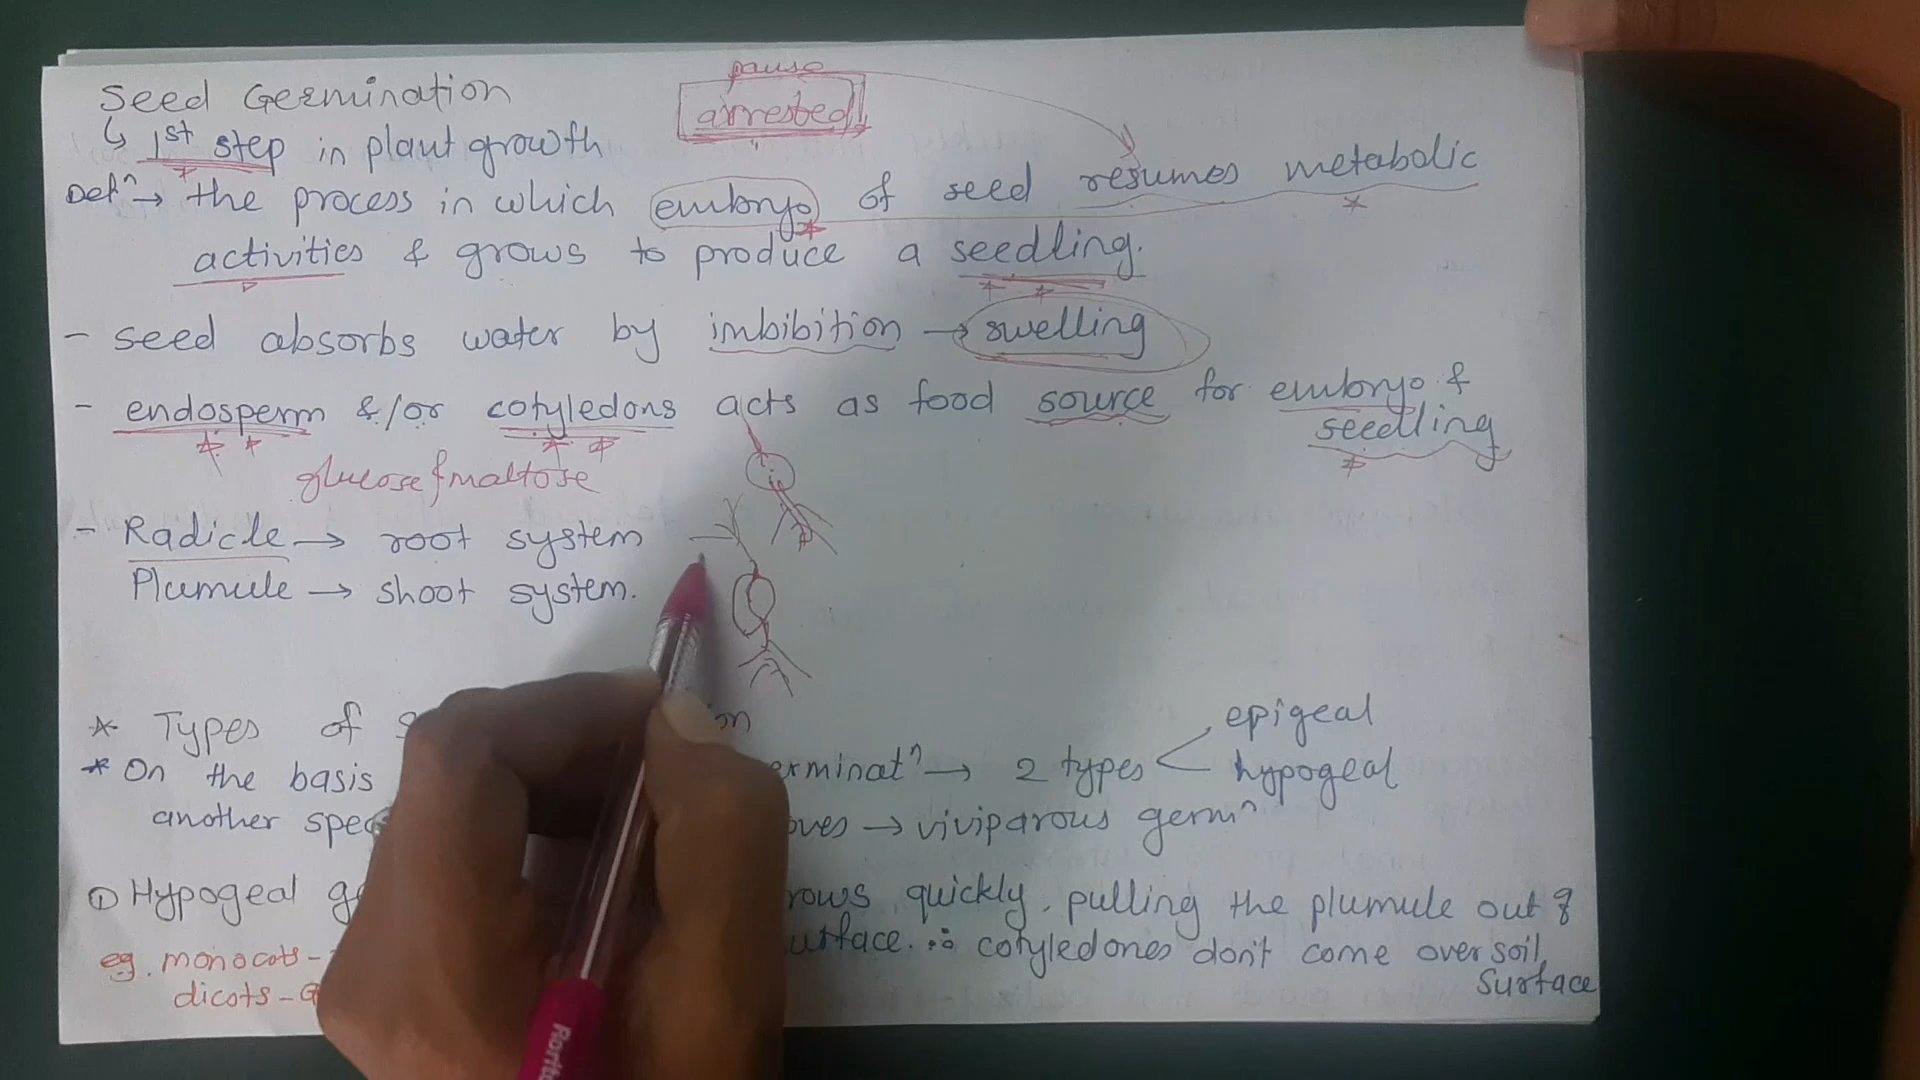 Seed Germination
pause
arrested
↳ 1st step in plant growth
Defⁿ → the process in which embryo of seed resumes metabolic
activities & grows to produce a seedling.
- seed absorbs water by imbibition → swelling
- endosperm &/or cotyledons acts as food source for embryo &
seedling
glucose & maltose
- Radicle → root system
Plumule → shoot system.
* Types of
* On the basis erminatⁿ → 2 types < epigeal
hypogeal
another spec oves → viviparous germⁿ
① Hypogeal ge rows quickly, pulling the plumule out of
urface. ∴ cotyledones don't come over soil
surface
eg. monocots -
dicots - G